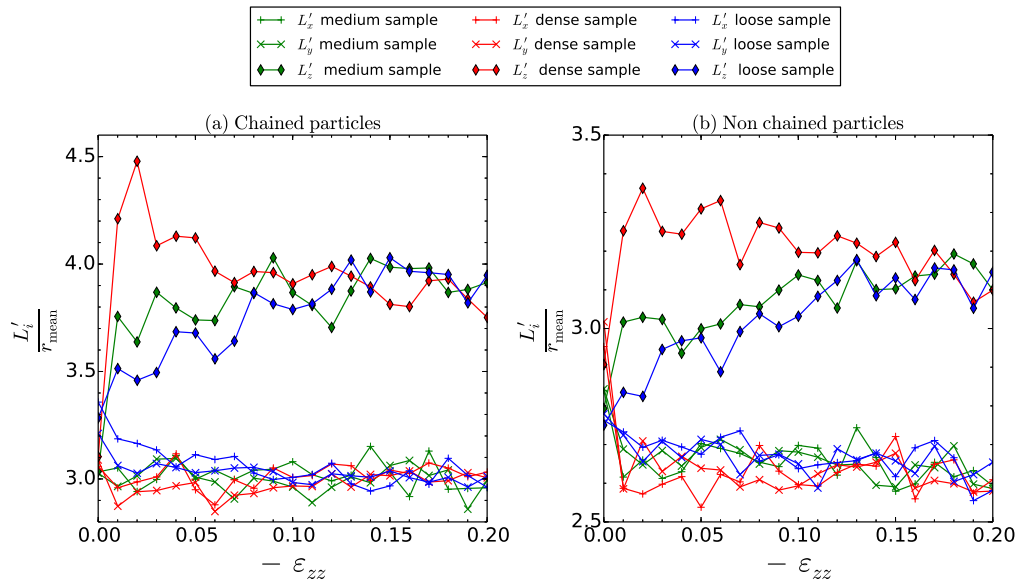 L′x medium sample L′x dense sample L′x loose sample
L′y medium sample L′y dense sample L′y loose sample
L′z medium sample L′z dense sample L′z loose sample
(a) Chained particles
(b) Non chained particles
L′i
rmean
4.5
4.0
3.5
3.0
0.00 0.05 0.10 0.15 0.20
− εzz
L′i
rmean
3.5
3.0
2.5
0.00 0.05 0.10 0.15 0.20
− εzz